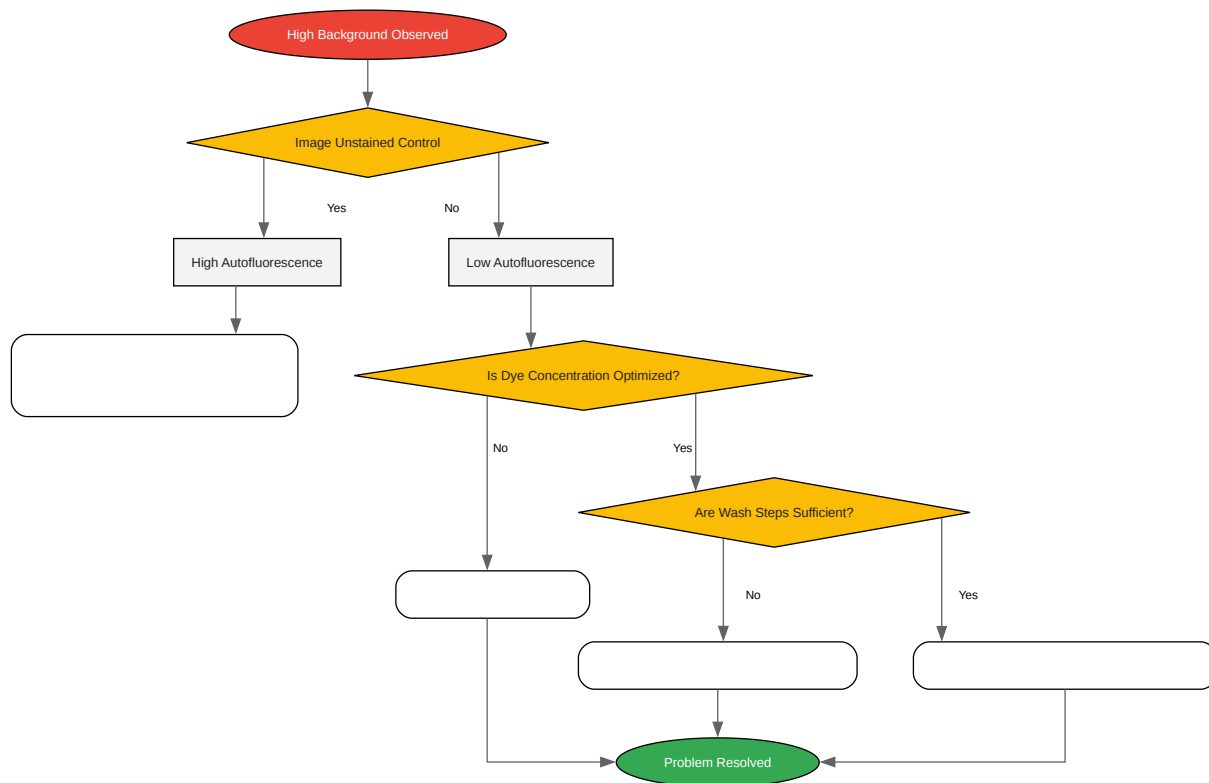 High Background Observed
Image Unstained Control
Yes
No
High Autofluorescence
Low Autofluorescence
Is Dye Concentration Optimized?
No
Yes
Are Wash Steps Sufficient?
No
Yes
Problem Resolved